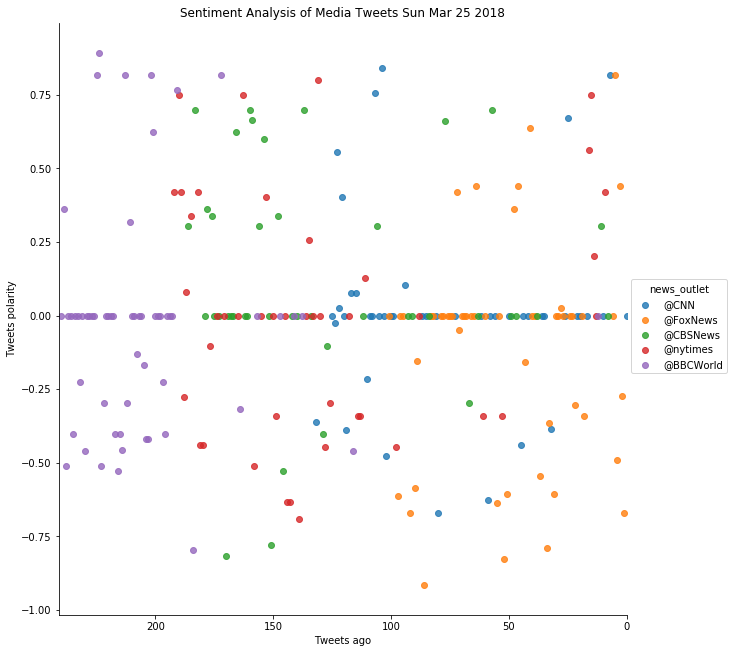 Sentiment Analysis of Media Tweets Sun Mar 25 2018
Tweets polarity
0.75
0.50
0.25
0.00
−0.25
−0.50
−0.75
−1.00
200
150
100
50
0
Tweets ago
news_outlet
@CNN
@FoxNews
@CBSNews
@nytimes
@BBCWorld